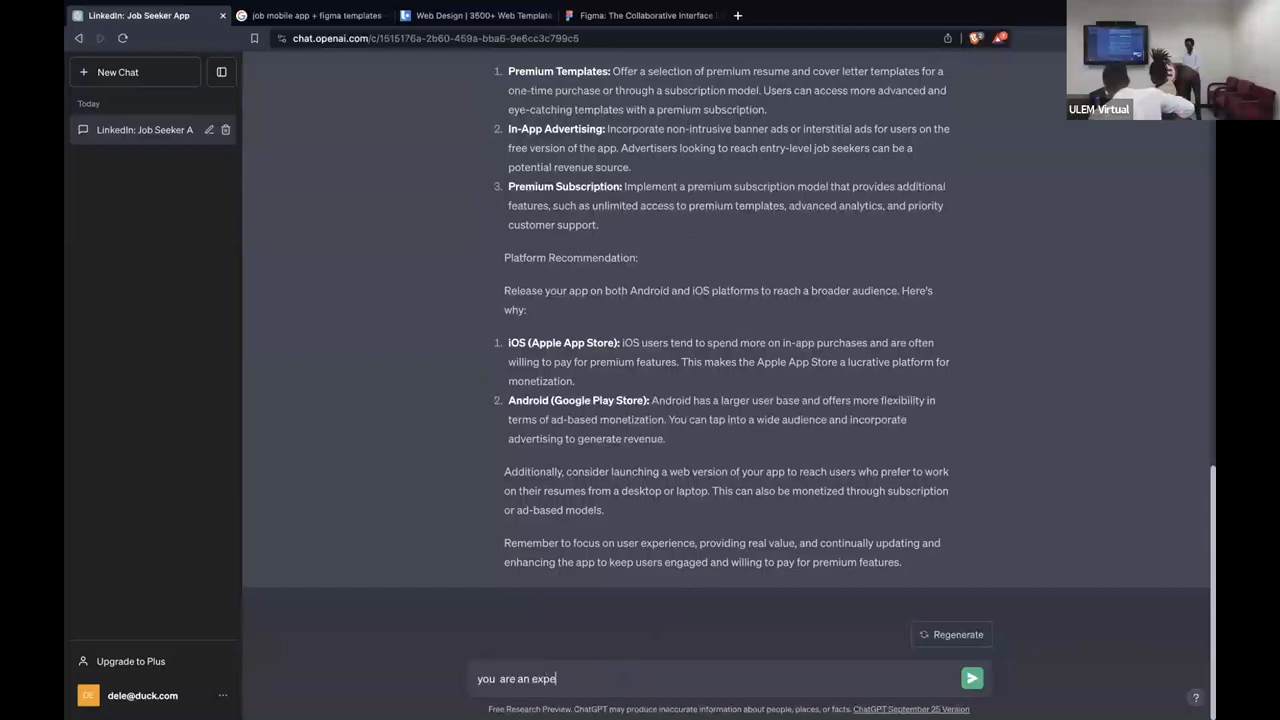 LinkedIn: Job Seeker App
job mobile app + figma templates
Web Design | 3500+ Web Templat
Figma: The Collaborative Interface
chat.openai.com/c/1515176a-2b60-459a-bba6-9e6cc3c799c5
New Chat
Today
LinkedIn: Job Seeker A
1. Premium Templates: Offer a selection of premium resume and cover letter templates for a
one-time purchase or through a subscription model. Users can access more advanced and
eye-catching templates with a premium subscription.
2. In-App Advertising: Incorporate non-intrusive banner ads or interstitial ads for users on the
free version of the app. Advertisers looking to reach entry-level job seekers can be a
potential revenue source.
3. Premium Subscription: Implement a premium subscription model that provides additional
features, such as unlimited access to premium templates, advanced analytics, and priority
customer support.
Platform Recommendation:
Release your app on both Android and iOS platforms to reach a broader audience. Here's
why:
1. iOS (Apple App Store): iOS users tend to spend more on in-app purchases and are often
willing to pay for premium features. This makes the Apple App Store a lucrative platform for
monetization.
2. Android (Google Play Store): Android has a larger user base and offers more flexibility in
terms of ad-based monetization. You can tap into a wide audience and incorporate
advertising to generate revenue.
Additionally, consider launching a web version of your app to reach users who prefer to work
on their resumes from a desktop or laptop. This can also be monetized through subscription
or ad-based models.
Remember to focus on user experience, providing real value, and continually updating and
enhancing the app to keep users engaged and willing to pay for premium features.
Regenerate
you are an expe
Free Research Preview. ChatGPT may produce inaccurate information about people, places, or facts. ChatGPT September 25 Version
?
Upgrade to Plus
DE
dele@duck.com
ULEM Virtual